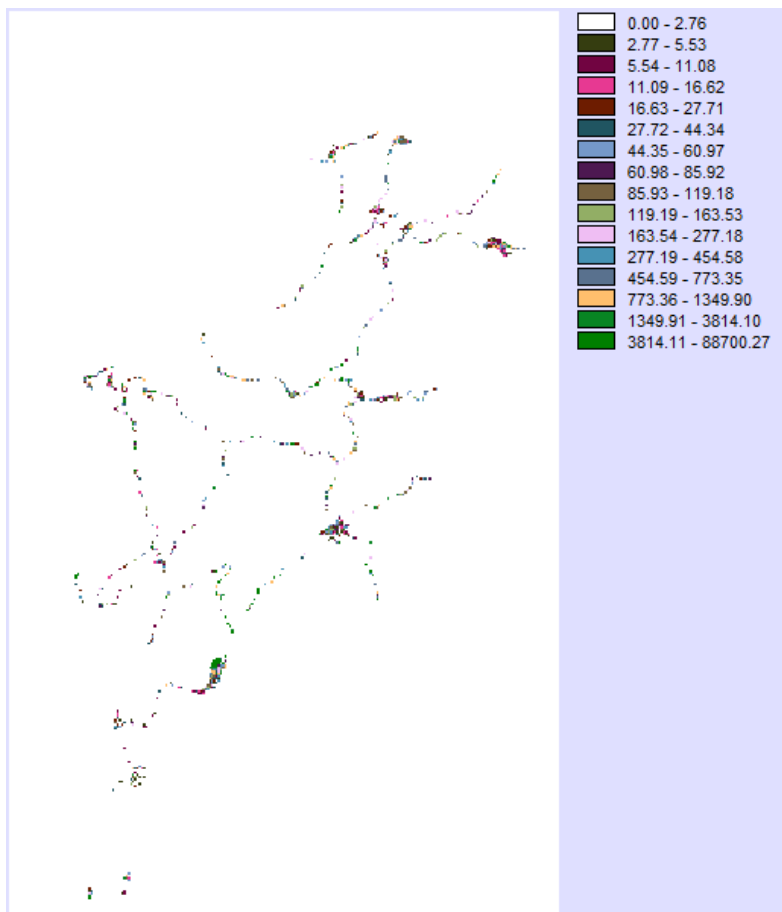 0.00 - 2.76
2.77 - 5.53
5.54 - 11.08
11.09 - 16.62
16.63 - 27.71
27.72 - 44.34
44.35 - 60.97
60.98 - 85.92
85.93 - 119.18
119.19 - 163.53
163.54 - 277.18
277.19 - 454.58
454.59 - 773.35
773.36 - 1349.90
1349.91 - 3814.10
3814.11 - 88700.27